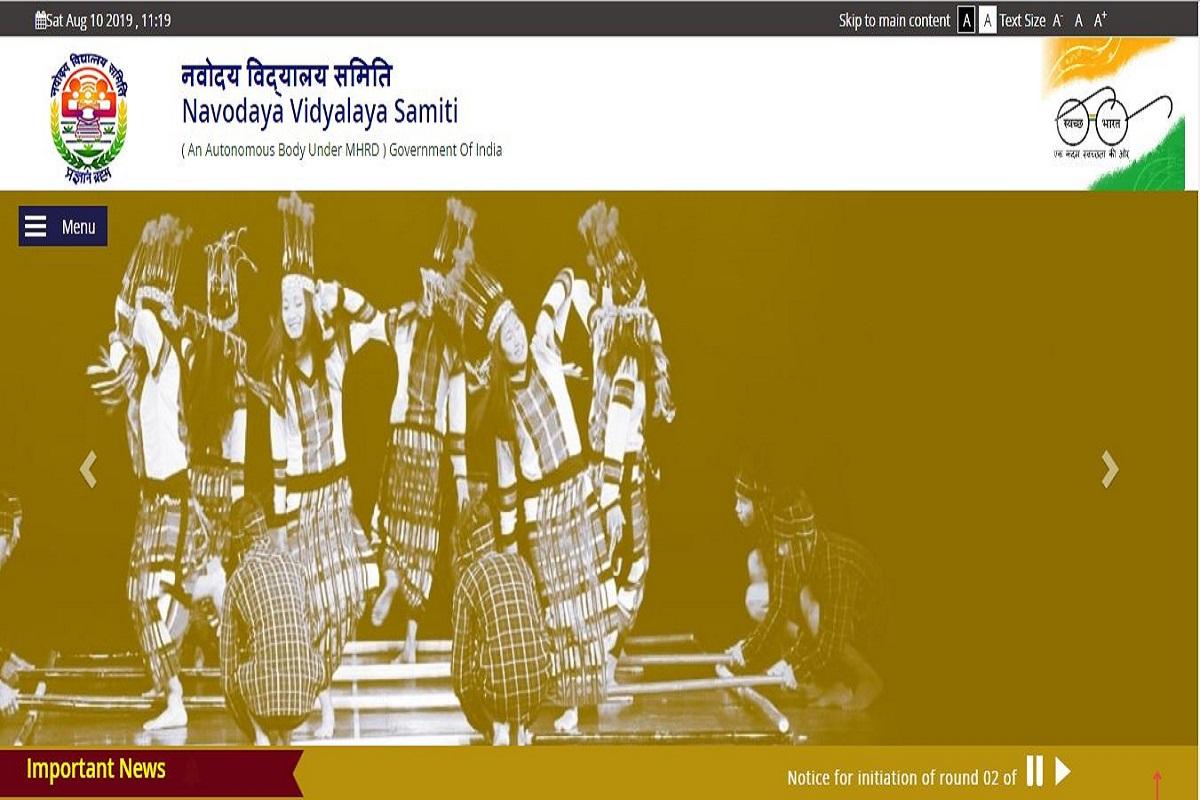 Sat Aug 10 2019 , 11:19
Skip to main content A A Text Size A- A A+
नवोदय विद्यालय समिति
प्रज्ञानं ब्रह्म
नवोदय विद्‌यालय समिति
Navodaya Vidyalaya Samiti
( An Autonomous Body Under MHRD ) Government Of India
स्वच्छ भारत
एक कदम स्वच्छता की ओर
Menu
Important News
Notice for initiation of round 02 of